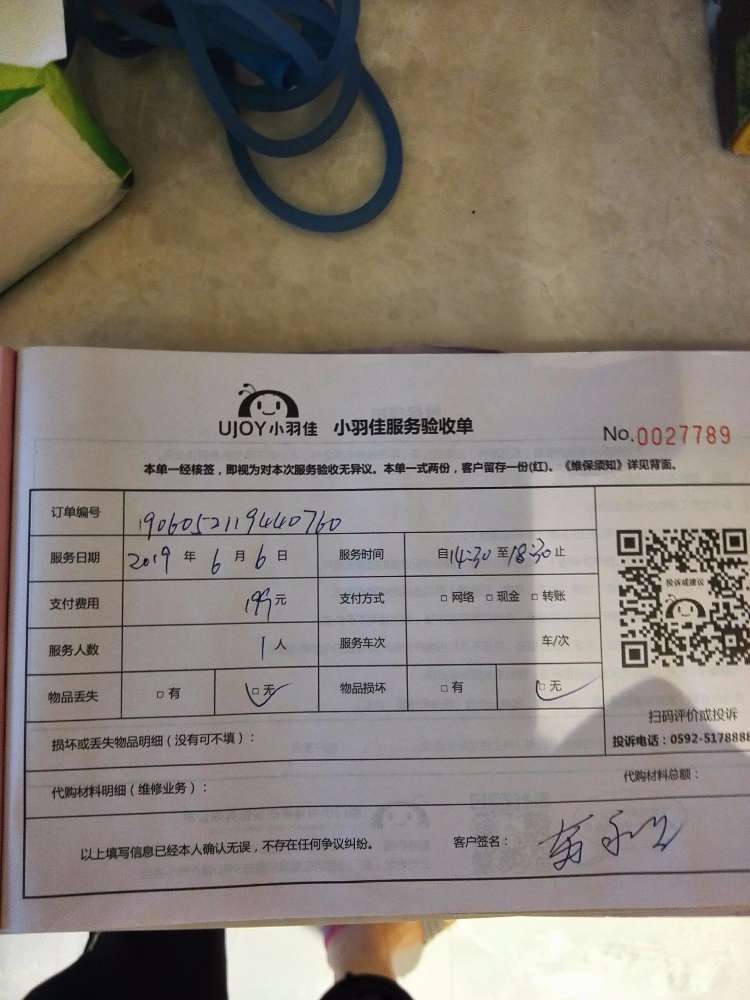 UJOY小羽佳 小羽佳服务验收单
No.0027789
本单一经核签，即视为对本次服务验收无异议。本单一式两份，客户留存一份(红)。《维保须知》详见背面。
订单编号 1906052119440760
服务日期 2019 年 6 月 6 日 服务时间 自14:30至18:30止
支付费用 199元 支付方式 □网络 □现金 □转账
投诉或建议
服务人数 1人 服务车次 车/次
物品丢失 □有 □无 物品损坏 □有 □无
扫码评价或投诉
投诉电话：0592-5178888
损坏或丢失物品明细（没有可不填）：
代购材料明细（维修业务）： 代购材料总额：
以上填写信息已经本人确认无误，不存在任何争议纠纷。 客户签名：